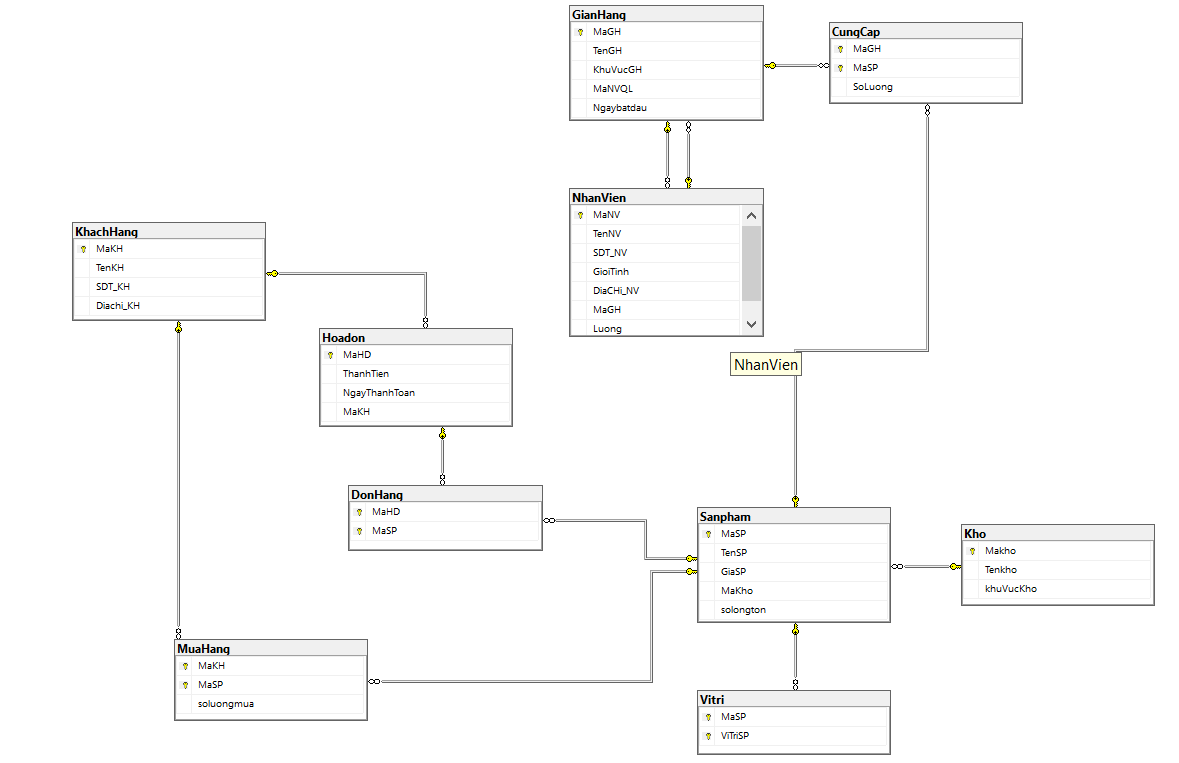 GianHang
MaGH
TenGH
KhuVucGH
MaNVQL
Ngaybatdau
CungCap
MaGH
MaSP
SoLuong
NhanVien
MaNV
TenNV
SDT_NV
GioiTinh
DiaCHi_NV
MaGH
Luong
KhachHang
MaKH
TenKH
SDT_KH
Diachi_KH
Hoadon
MaHD
ThanhTien
NgayThanhToan
MaKH
NhanVien
DonHang
MaHD
MaSP
Sanpham
MaSP
TenSP
GiaSP
MaKho
solongton
Kho
Makho
Tenkho
khuVucKho
MuaHang
MaKH
MaSP
soluongmua
Vitri
MaSP
ViTriSP